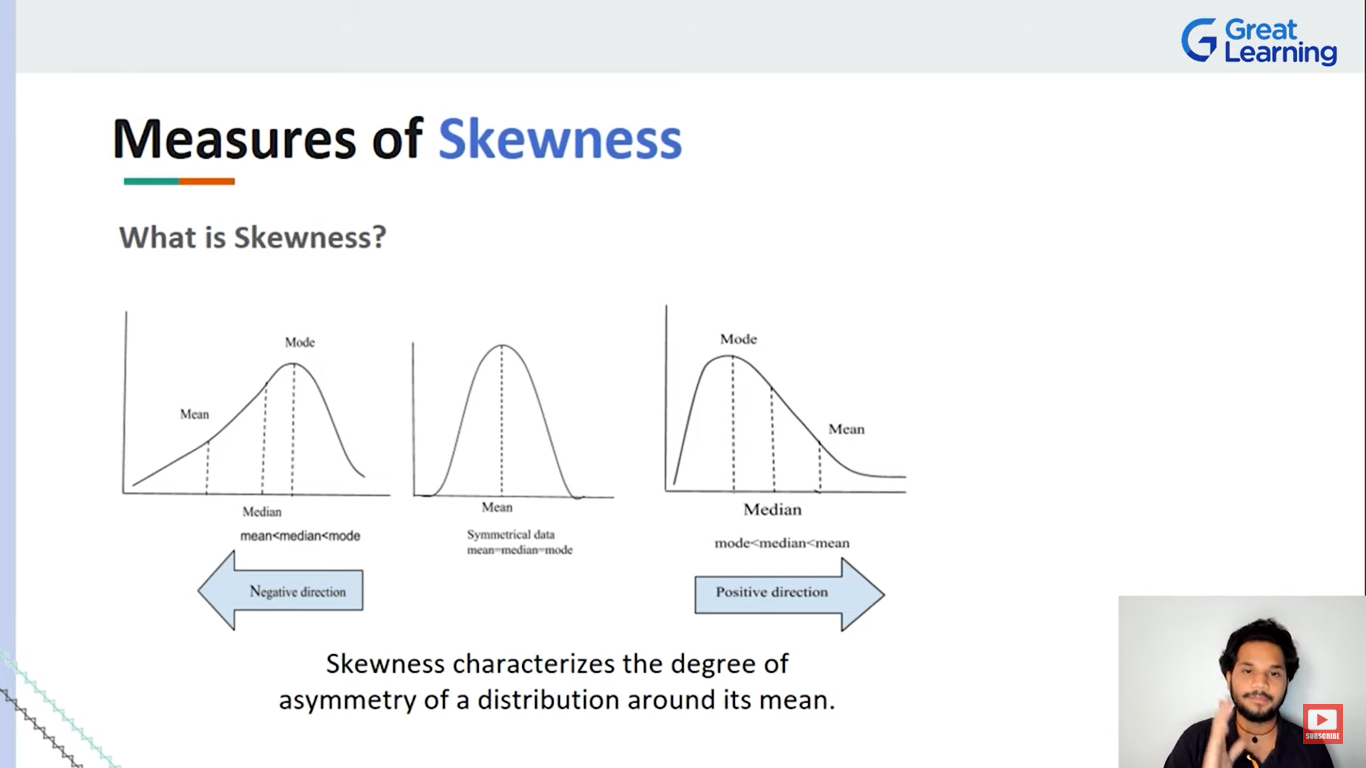 Great
Learning
Measures of Skewness
What is Skewness?
Mode
Mean
Median
mean<median<mode
Negative direction
Mean
Symmetrical data
mean=median=mode
Mode
Mean
Median
mode<median<mean
Positive direction
Skewness characterizes the degree of
asymmetry of a distribution around its mean.
SUBSCRIBE